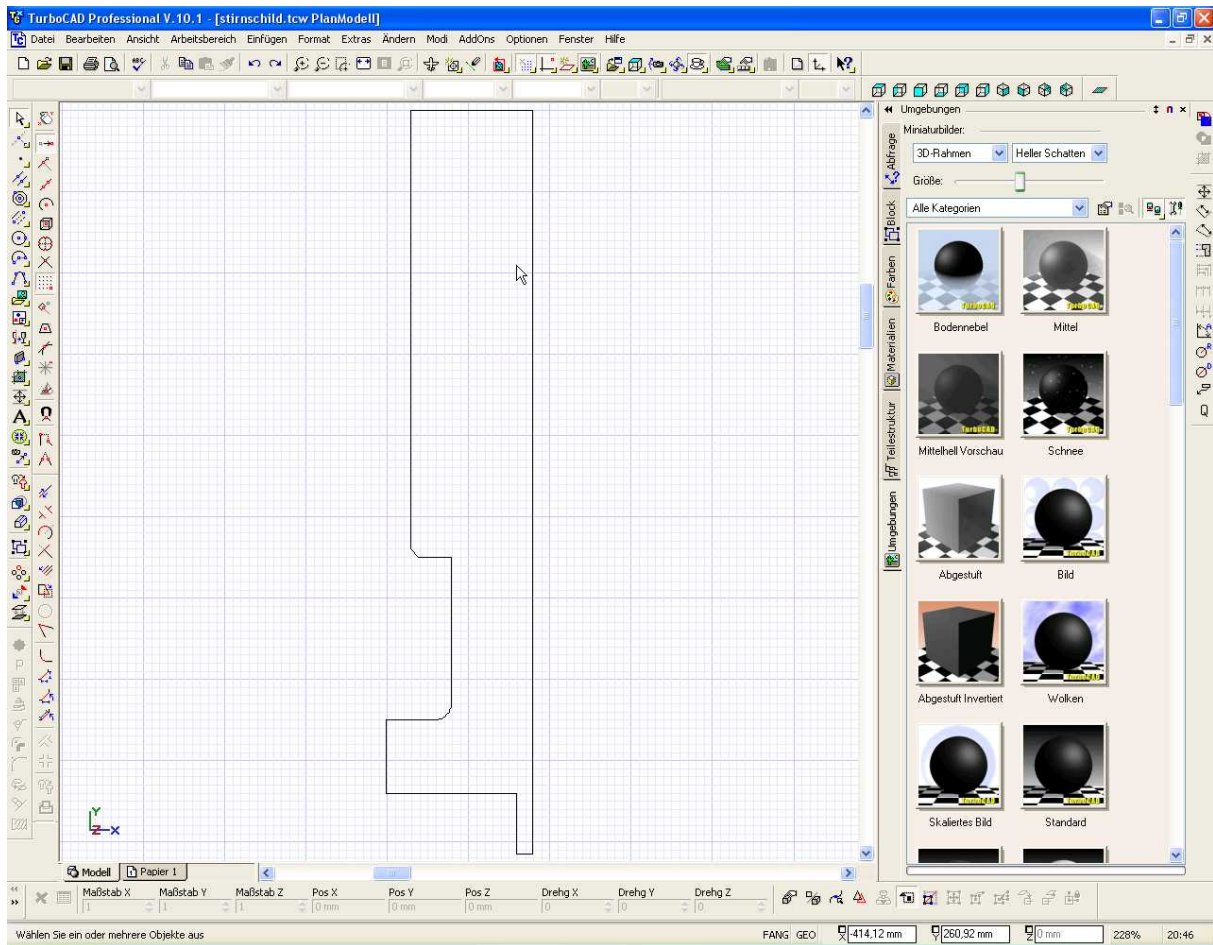 TurboCAD Professional V.10.1 - [stirnschild.tcw PlanModell]
Datei Bearbeiten Ansicht Arbeitsbereich Einfügen Format Extras Ändern Modi AddOns Optionen Fenster Hilfe
Umgebungen
Miniaturbilder:
3D-Rahmen Heller Schatten
Größe:
Alle Kategorien
Abfrage
Block
Farben
Materialien
Teilestruktur
Umgebungen
Bodennebel Mittel
Mittelhell Vorschau Schnee
Abgestuft Bild
Abgestuft Invertiert Wolken
Skaliertes Bild Standard
Y
Z X
Modell Papier 1
Maßstab X Maßstab Y Maßstab Z Pos X Pos Y Pos Z Drehg X Drehg Y Drehg Z
1 1 1 0 mm 0 mm 0 mm 0 0 0
Wählen Sie ein oder mehrere Objekte aus FANG GEO X -414,12 mm Y 260,92 mm Z 0 mm 228% 20:46